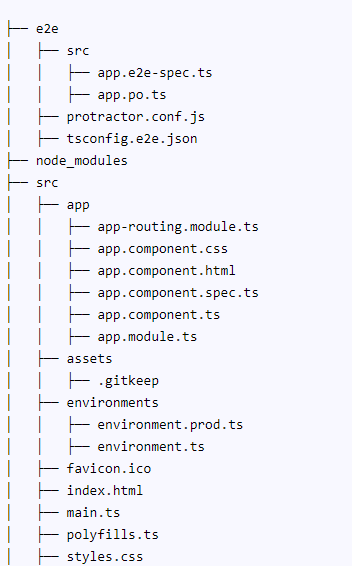 ├── e2e
│   ├── src
│   │   ├── app.e2e-spec.ts
│   │   ├── app.po.ts
│   ├── protractor.conf.js
│   ├── tsconfig.e2e.json
├── node_modules
├── src
│   ├── app
│   │   ├── app-routing.module.ts
│   │   ├── app.component.css
│   │   ├── app.component.html
│   │   ├── app.component.spec.ts
│   │   ├── app.component.ts
│   │   ├── app.module.ts
│   ├── assets
│   │   ├── .gitkeep
│   ├── environments
│   │   ├── environment.prod.ts
│   │   ├── environment.ts
│   ├── favicon.ico
│   ├── index.html
│   ├── main.ts
│   ├── polyfills.ts
│   ├── styles.css